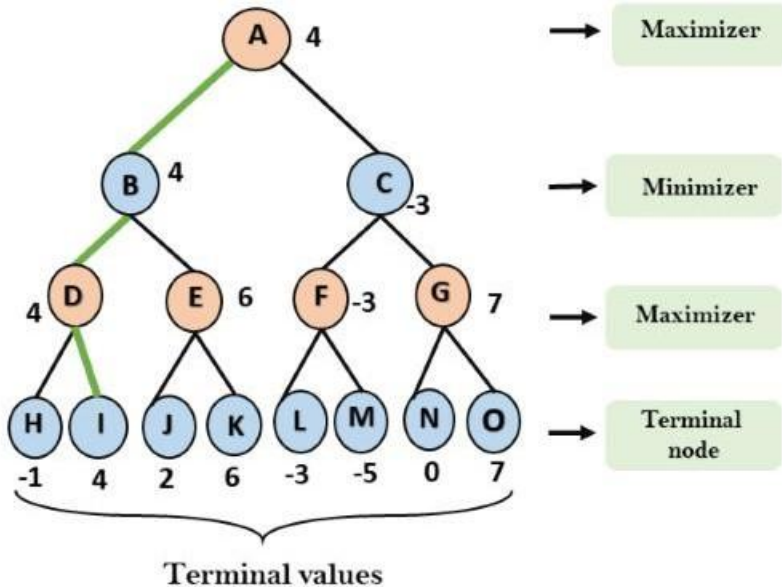 A 4
Maximizer
B 4
C -3
Minimizer
4 D
E 6
F -3
G 7
Maximizer
H I J K L M N O
Terminal
node
-1 4 2 6 -3 -5 0 7
Terminal values